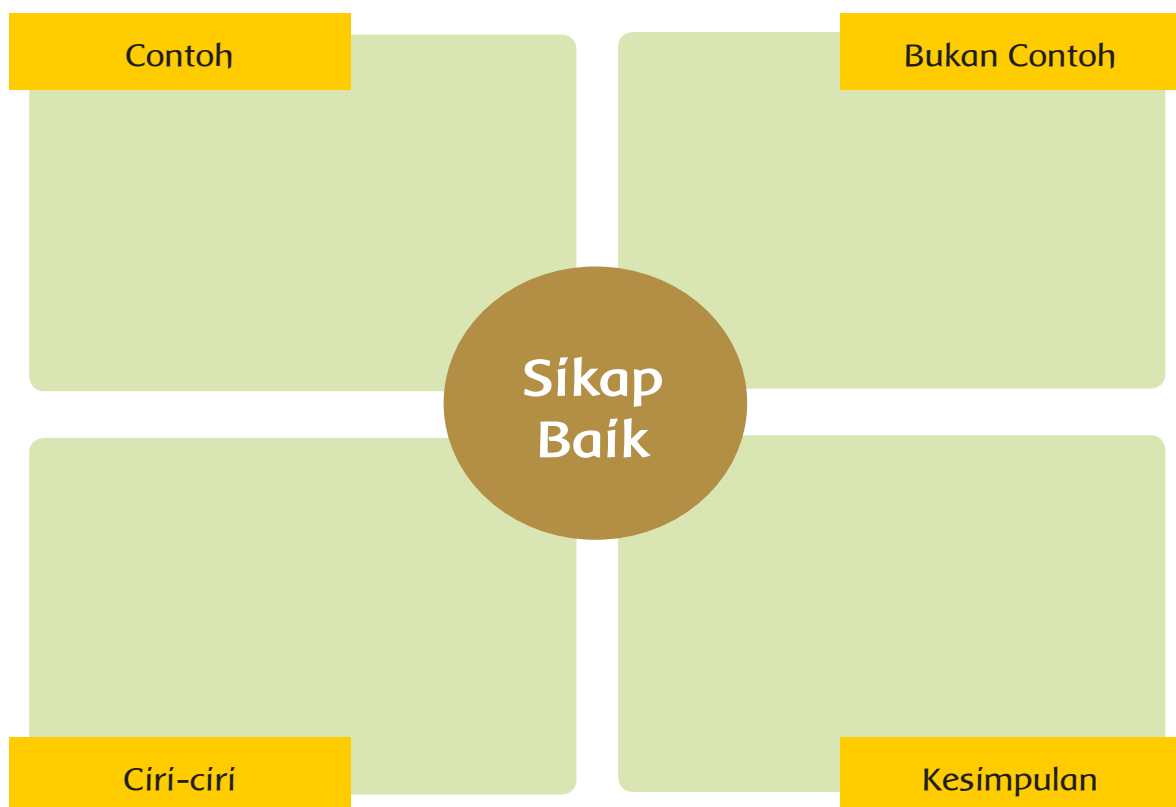 Contoh
Bukan Contoh
Sikap
Baik
Ciri-ciri
Kesimpulan